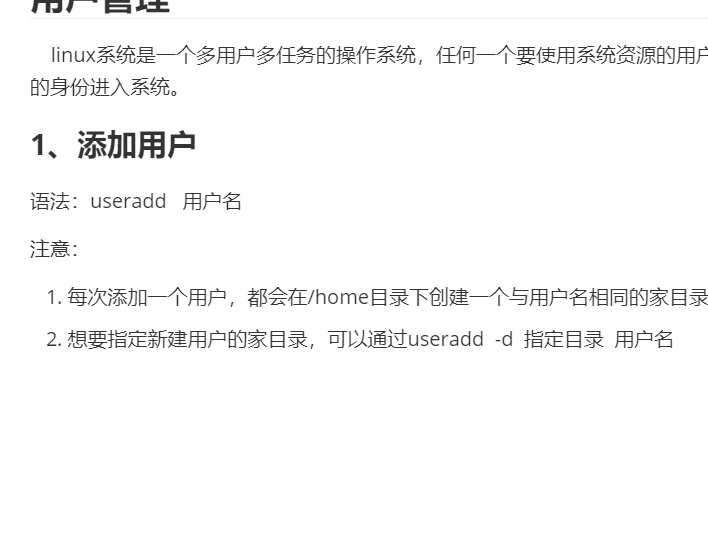 用户管理
linux系统是一个多用户多任务的操作系统，任何一个要使用系统资源的用户
的身份进入系统。
1、添加用户
语法：useradd 用户名
注意：
1. 每次添加一个用户，都会在/home目录下创建一个与用户名相同的家目录
2. 想要指定新建用户的家目录，可以通过useradd -d 指定目录 用户名